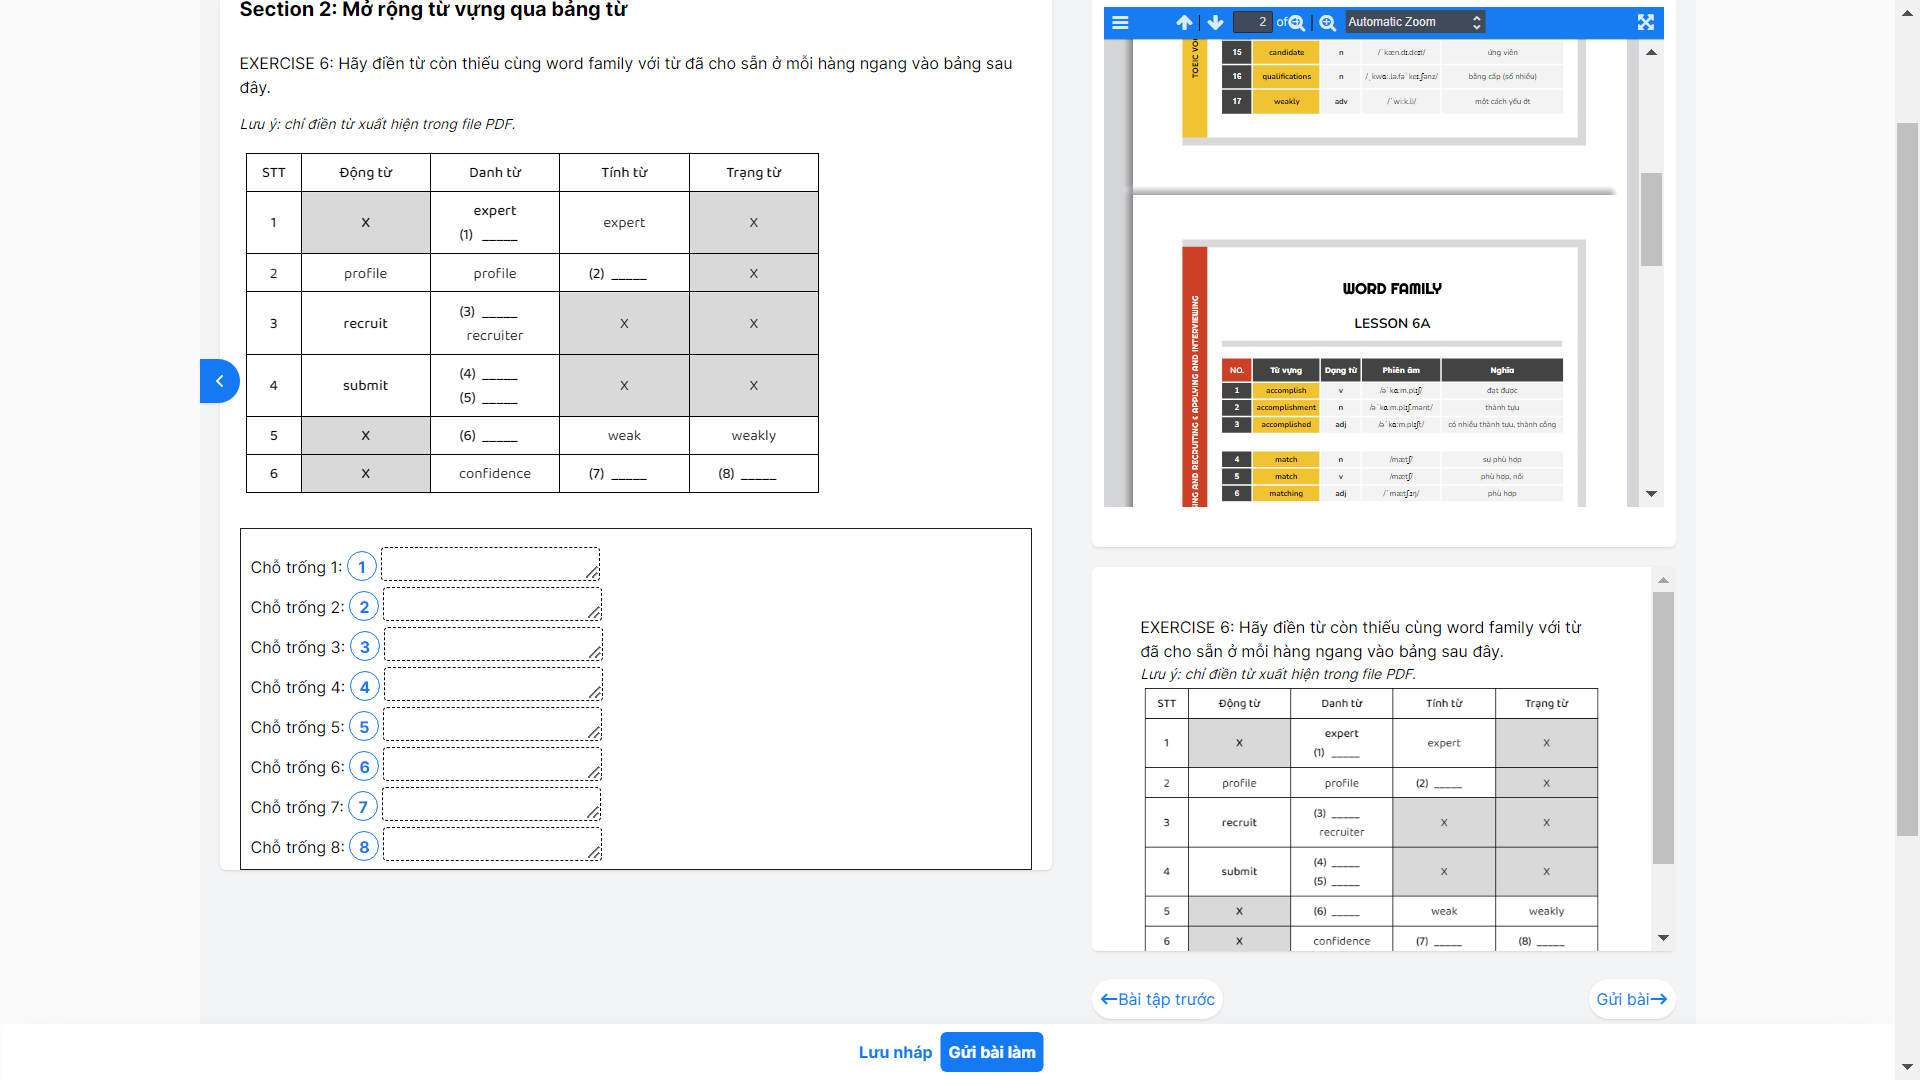 Section 2: Mở rộng từ vựng qua bảng từ
EXERCISE 6: Hãy điền từ còn thiếu cùng word family với từ đã cho sẵn ở mỗi hàng ngang vào bảng sau
đây.
Lưu ý: chỉ điền từ xuất hiện trong file PDF.
STT Động từ Danh từ Tính từ Trạng từ
1 X expert (1) _____ expert X
2 profile profile (2) _____ X
3 recruit (3) _____ recruiter X X
4 submit (4) _____ (5) _____ X X
5 X (6) _____ weak weakly
6 X confidence (7) _____ (8) _____
Chỗ trống 1: 1
Chỗ trống 2: 2
Chỗ trống 3: 3
Chỗ trống 4: 4
Chỗ trống 5: 5
Chỗ trống 6: 6
Chỗ trống 7: 7
Chỗ trống 8: 8
2 of Automatic Zoom
TOEIC
15 candidate n /ˈkæn.dɪ.deɪt/ ứng viên
16 qualifications n /ˌkwɑː.lə.fəˈkeɪ.ʃənz/ bằng cấp (số nhiều)
17 weakly adv /ˈwiːk.li/ một cách yếu ớt
AND RECRUITING & APPLYING AND INTERVIEWING
WORD FAMILY
LESSON 6A
NO. Từ vựng Dạng từ Phiên âm Nghĩa
1 accomplish v /əˈkɑːm.plɪʃ/ đạt được
2 accomplishment n /əˈkɑːm.plɪʃ.mənt/ thành tựu
3 accomplished adj /əˈkɑːm.plɪʃt/ có nhiều thành tựu, thành công
4 match n /mætʃ/ sự phù hợp
5 match v /mætʃ/ phù hợp, nối
6 matching adj /ˈmætʃɪŋ/ phù hợp
EXERCISE 6: Hãy điền từ còn thiếu cùng word family với từ
đã cho sẵn ở mỗi hàng ngang vào bảng sau đây.
Lưu ý: chỉ điền từ xuất hiện trong file PDF.
STT Động từ Danh từ Tính từ Trạng từ
1 X expert (1) _____ expert X
2 profile profile (2) _____ X
3 recruit (3) _____ recruiter X X
4 submit (4) _____ (5) _____ X X
5 X (6) _____ weak weakly
6 X confidence (7) _____ (8) _____
←Bài tập trước Gửi bài→
Lưu nháp Gửi bài làm